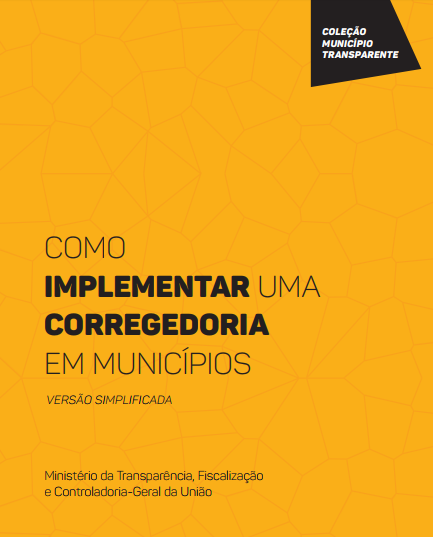 COLEÇÃO
MUNICÍPIO
TRANSPARENTE
COMO
IMPLEMENTAR UMA
CORREGEDORIA
EM MUNICÍPIOS
VERSÃO SIMPLIFICADA
Ministério da Transparência, Fiscalização
e Controladoria-Geral da União